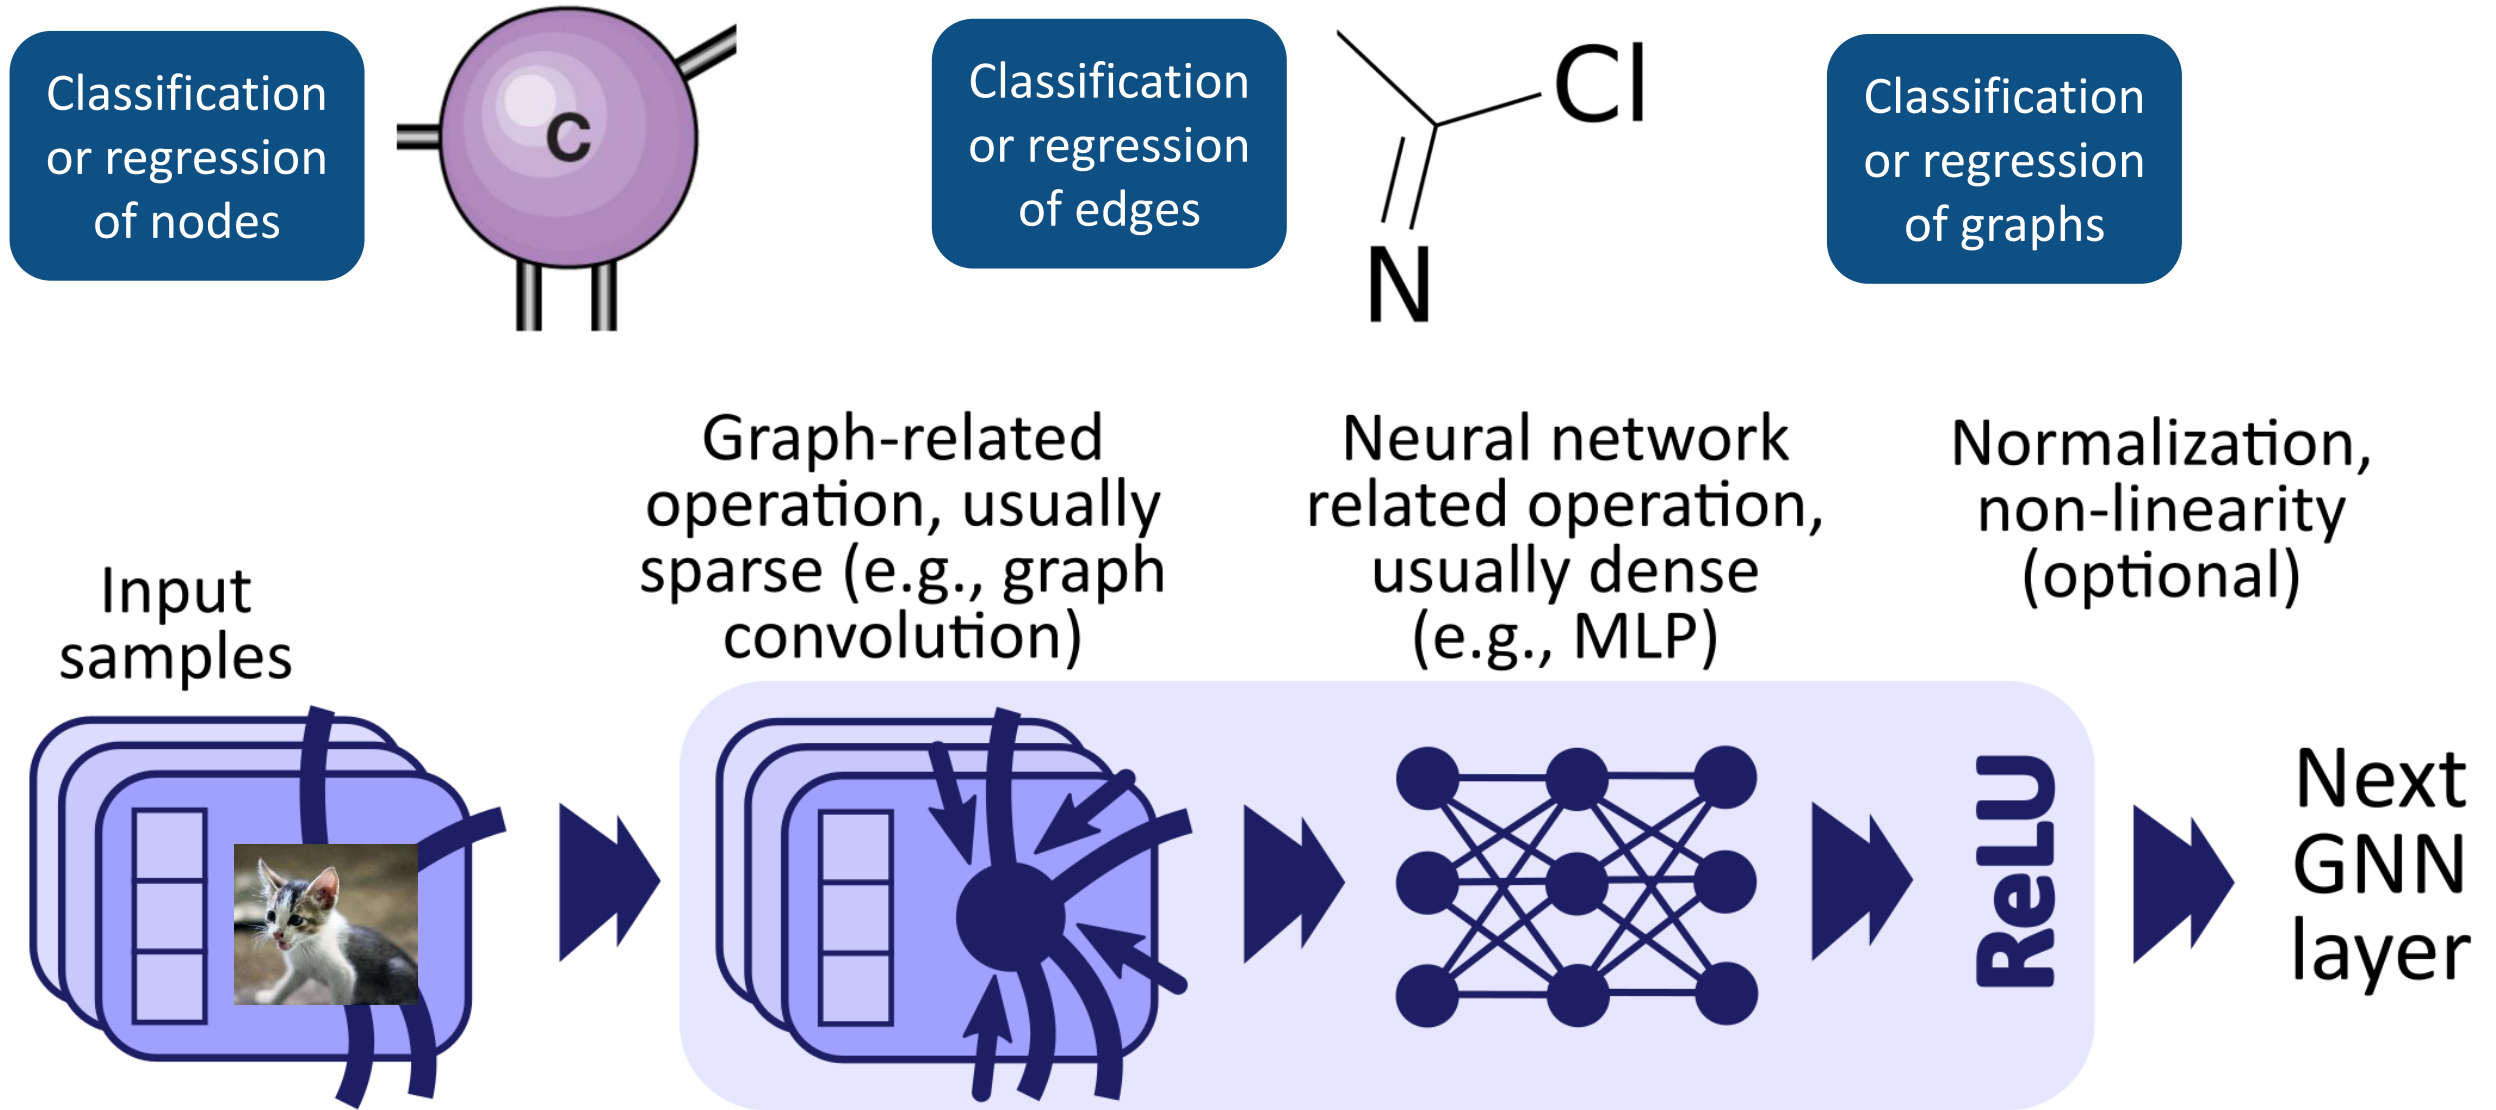 Classification
or regression
of nodes
C
Classification
or regression
of edges
Cl
N
Classification
or regression
of graphs
Input
samples
Graph-related
operation, usually
sparse (e.g., graph
convolution)
Neural network
related operation,
usually dense
(e.g., MLP)
Normalization,
non-linearity
(optional)
ReLU
Next
GNN
layer